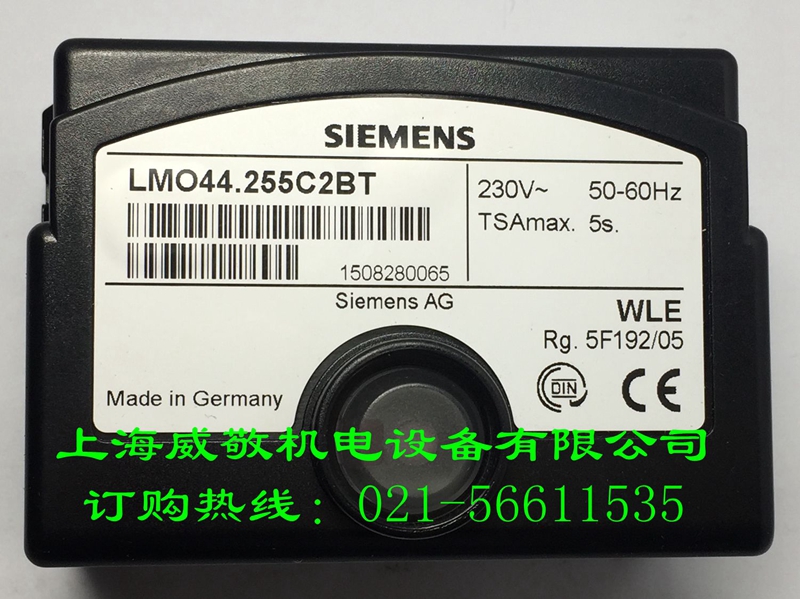 SIEMENS
LMO44.255C2BT
230V~ 50-60Hz
TSAmax. 5s.
1508280065
Siemens AG
WLE
Rg. 5F192/05
DIN
CE
Made in Germany
上海威敬机电设备有限公司
订购热线：021-56611535